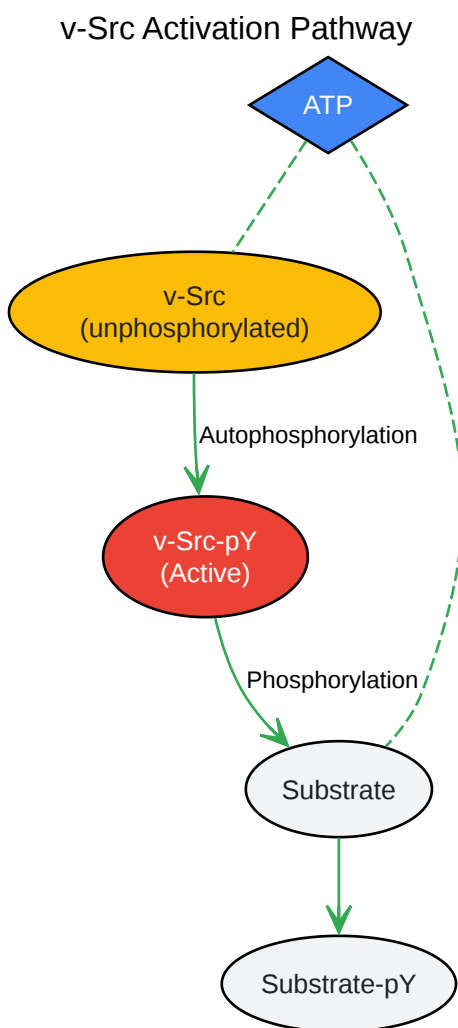 v-Src Activation Pathway
ATP
v-Src
(unphosphorylated)
Autophosphorylation
v-Src-pY
(Active)
Phosphorylation
Substrate
Substrate-pY